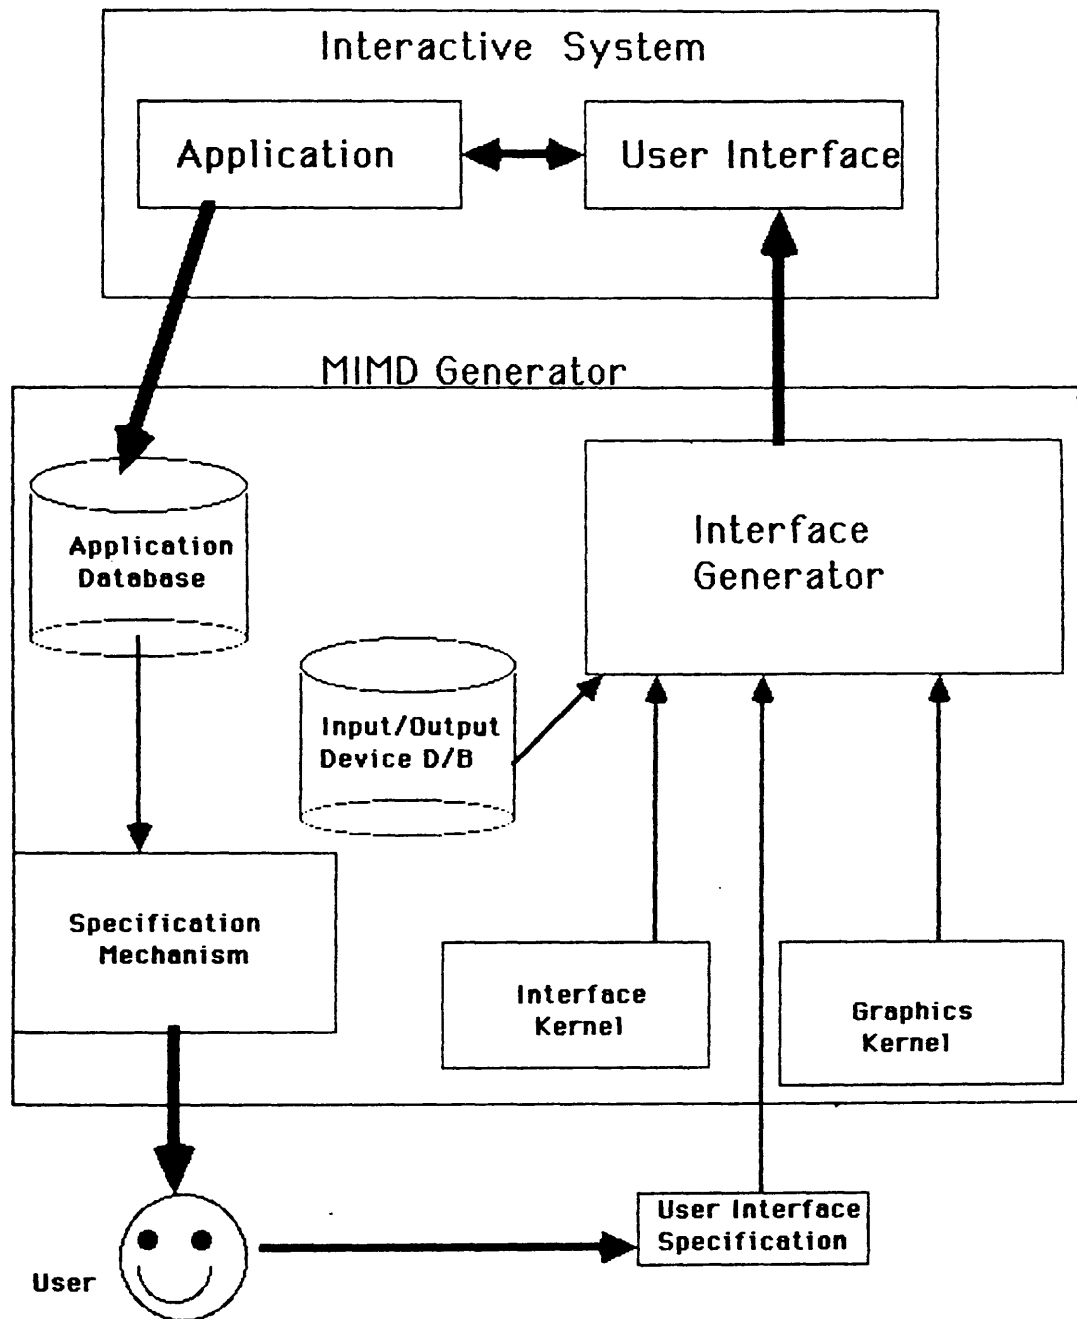 Interactive System
Application
User Interface
MIMD Generator
Application
Database
Interface
Generator
Input/Output
Device D/B
Specification
Mechanism
Interface
Kernel
Graphics
Kernel
User Interface
Specification
User